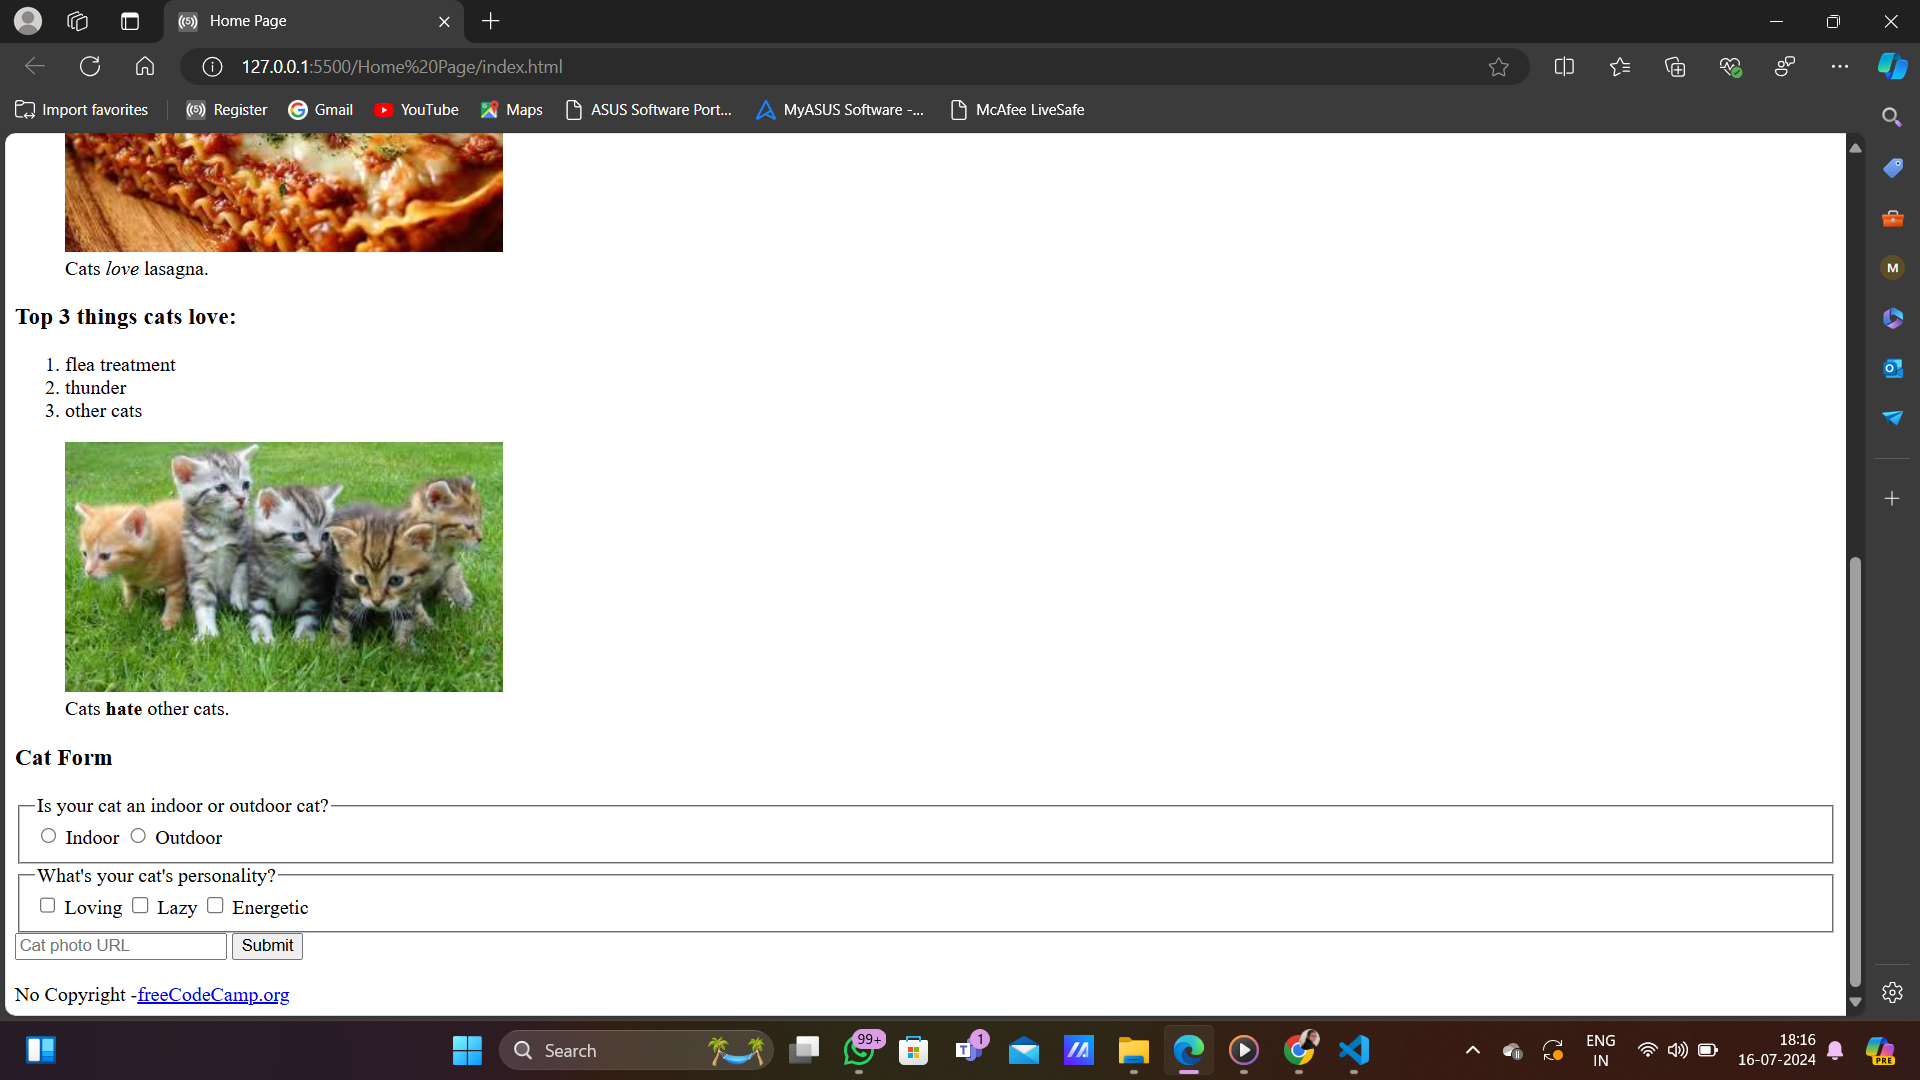 Home Page
127.0.0.1:5500/Home%20Page/index.html
Import favorites Register Gmail YouTube Maps ASUS Software Port... MyASUS Software -... McAfee LiveSafe
M
Cats love lasagna.
Top 3 things cats love:
1. flea treatment
2. thunder
3. other cats
Cats hate other cats.
Cat Form
Is your cat an indoor or outdoor cat?
Indoor Outdoor
What's your cat's personality?
Loving Lazy Energetic
Cat photo URL Submit
No Copyright -freeCodeCamp.org
Search 99+ 1 ENG IN 18:16 16-07-2024 PRE